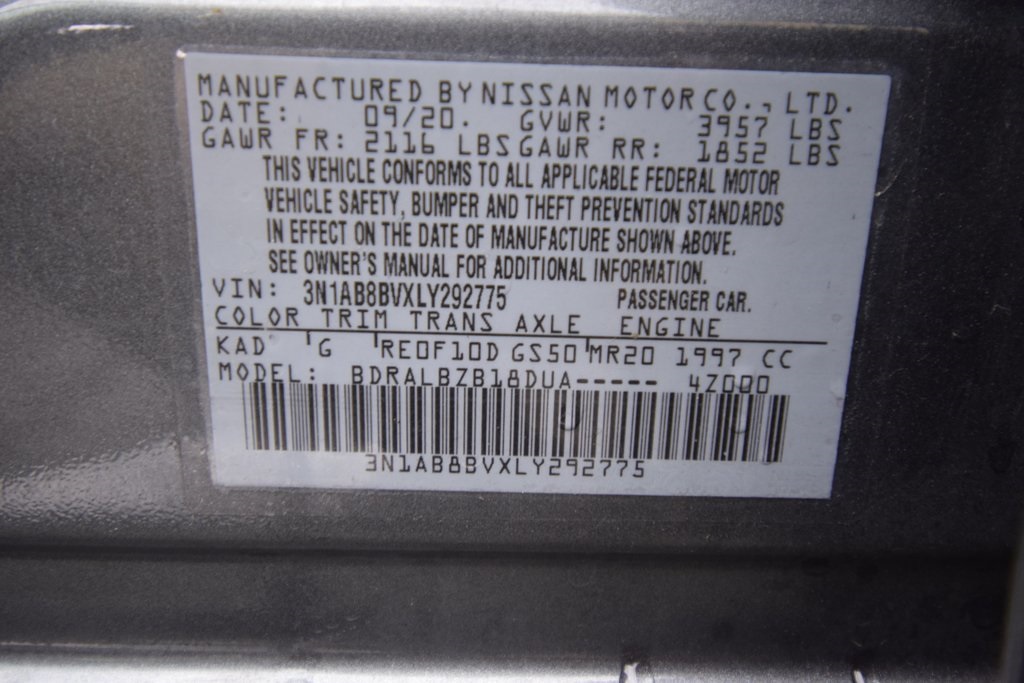 MANUFACTURED BY NISSAN MOTOR CO., LTD.
DATE: 09/20. GVWR: 3957 LBS
GAWR FR: 2116 LBS GAWR RR: 1852 LBS
THIS VEHICLE CONFORMS TO ALL APPLICABLE FEDERAL MOTOR
VEHICLE SAFETY, BUMPER AND THEFT PREVENTION STANDARDS
IN EFFECT ON THE DATE OF MANUFACTURE SHOWN ABOVE.
SEE OWNER'S MANUAL FOR ADDITIONAL INFORMATION.
VIN: 3N1AB8BVXLY292775 PASSENGER CAR.
COLOR TRIM TRANS AXLE ENGINE
KAD G RE0F10D GS50 MR20 1997 CC
MODEL: BDRALBZB18DUA----- 4Z000
3N1AB8BVXLY292775